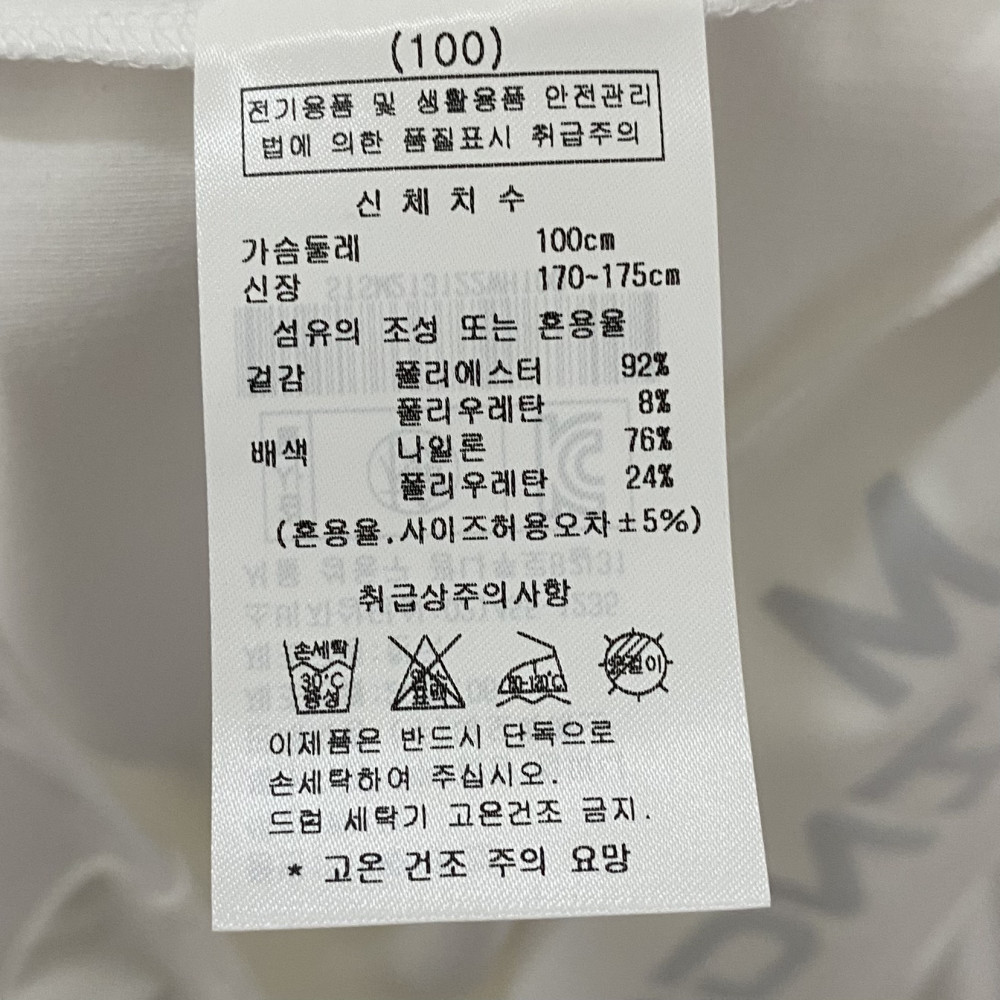 (100)
전기용품 및 생활용품 안전관리
법에 의한 품질표시 취급주의
신체치수
가슴둘레 100cm
신장 170~175cm
섬유의 조성 또는 혼용율
겉감 폴리에스터 92%
폴리우레탄 8%
배색 나일론 76%
폴리우레탄 24%
(혼용율.사이즈허용오차±5%)
취급상주의사항
손세탁 30°C 중성
표백
80-120°C
옷걸이
이제품은 반드시 단독으로
손세탁하여 주십시오.
드럼 세탁기 고온건조 금지.
* 고온 건조 주의 요망